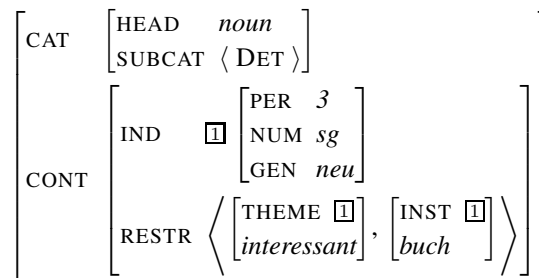 CAT HEAD noun
SUBCAT ⟨ DET ⟩
CONT IND 1 PER 3
NUM sg
GEN neu
RESTR ⟨ THEME 1 , INST 1 ⟩
interessant buch